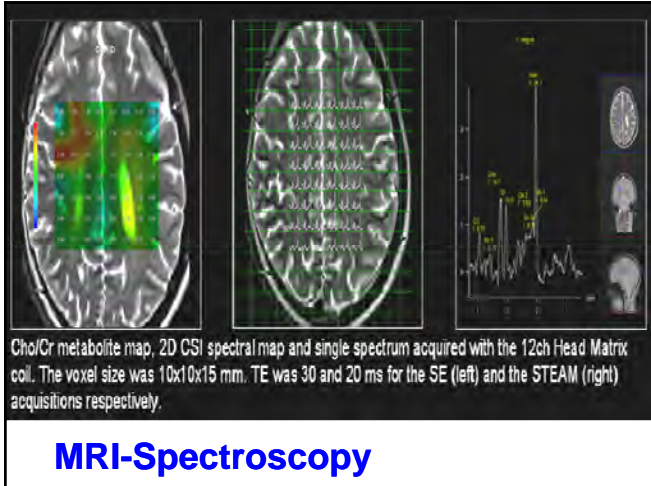 Cho/Cr metabolite map, 2D CSI spectral map and single spectrum acquired with the 12ch Head Matrix
coil. The voxel size was 10x10x15 mm. TE was 30 and 20 ms for the SE (left) and the STEAM (right)
acquisitions respectively.
MRI-Spectroscopy